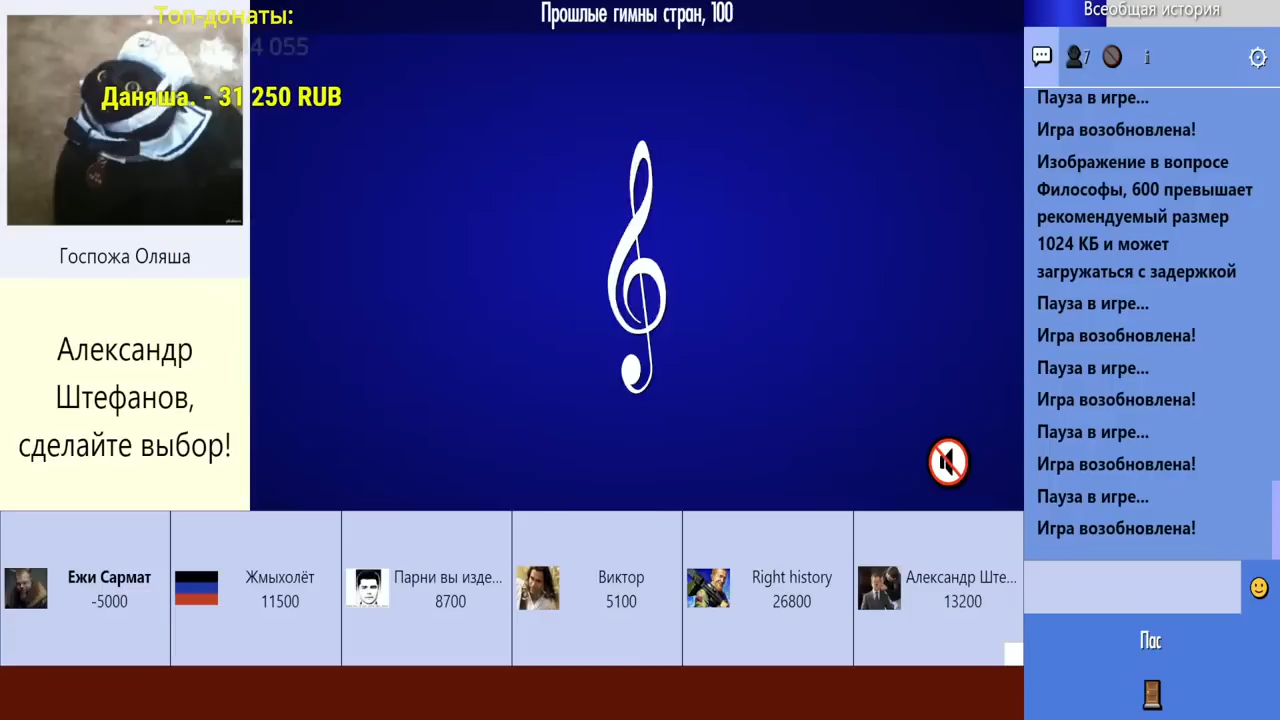 Топ-донаты:
4 055
Даняша. - 31 250 RUB
Госпожа Оляша
Александр
Штефанов,
сделайте выбор!
Прошлые гимны стран, 100
Всеобщая история
7
i
Пауза в игре...
Игра возобновлена!
Изображение в вопросе
Философы, 600 превышает
рекомендуемый размер
1024 КБ и может
загружаться с задержкой
Пауза в игре...
Игра возобновлена!
Пауза в игре...
Игра возобновлена!
Пауза в игре...
Игра возобновлена!
Пауза в игре...
Игра возобновлена!
Пас
Ежи Сармат
-5000
Жмыхолёт
11500
Парни вы изде...
8700
Виктор
5100
Right history
26800
Александр Ште...
13200